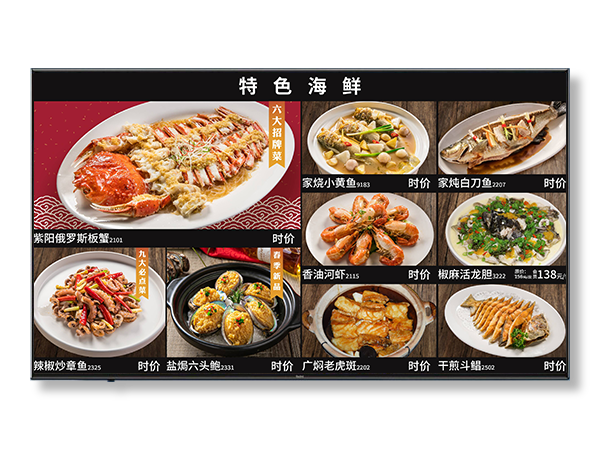 特色海鲜
六大招牌菜
紫阳俄罗斯板蟹2101 时价
九大必点菜
辣椒炒章鱼2325 时价
春季新品
盐焗六头鲍2331 时价
家烧小黄鱼9183 时价
家炖白刀鱼2207 时价
香油河虾2115 时价
椒麻活龙胆3222 138元/
广焖老虎斑2202 时价
干煎斗鲳2502 时价